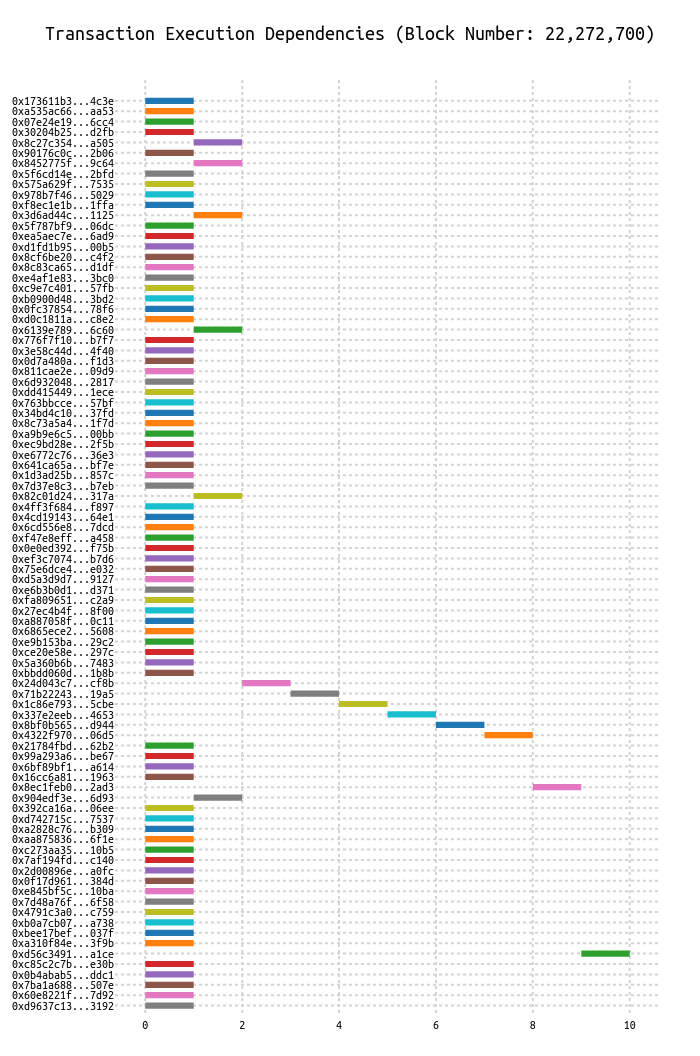 Transaction Execution Dependencies (Block Number: 22,272,700)
0x173611b3...4c3e
0xa535ac66...aa53
0x07e24e19...6cc4
0x30204b25...d2fb
0x8c27c354...a505
0x90176c0c...2b06
0x8452775f...9c64
0x5f6cd14e...2bfd
0x575a629f...7535
0x978b7f46...5029
0xf8ec1e1b...1ffa
0x3d6ad44c...1125
0x5f787bf9...06dc
0xea5aec7e...6ad9
0xd1fd1b95...00b5
0x8cf6be20...c4f2
0x8c83ca65...d1df
0xe4af1e83...3bc0
0xc9e7c401...57fb
0xb0900d48...3bd2
0x0fc37854...78f6
0xd0c1811a...c8e2
0x6139e789...6c60
0x776f7f10...b7f7
0x3e58c44d...4f40
0x0d7a480a...f1d3
0x811cae2e...09d9
0x6d932048...2817
0xdd415449...1ece
0x763bbcce...57bf
0x34bd4c10...37fd
0x8c73a5a4...1f7d
0xa9b9e6c5...00bb
0xec9bd28e...2f5b
0xe6772c76...36e3
0x641ca65a...bf7e
0x1d3ad25b...857c
0x7d37e8c3...b7eb
0x82c01d24...317a
0x4ff3f684...f897
0x4cd19143...64e1
0x6cd556e8...7dcd
0xf47e8eff...a458
0x0e0ed392...f75b
0xef3c7074...b7d6
0x75e6dce4...e032
0xd5a3d9d7...9127
0xe6b3b0d1...d371
0xfa809651...c2a9
0x27ec4b4f...8f00
0xa887058f...0c11
0x6865ece2...5608
0xe9b153ba...29c2
0xce20e58e...297c
0x5a360b6b...7483
0xbbdd060d...1b8b
0x24d043c7...cf8b
0x71b22243...19a5
0x1c86e793...5cbe
0x337e2eeb...4653
0x8bf0b565...d944
0x4322f970...06d5
0x21784fbd...62b2
0x99a293a6...be67
0x6bf89bf1...a614
0x16cc6a81...1963
0x8ec1feb0...2ad3
0x904edf3e...6d93
0x392ca16a...06ee
0xd742715c...7537
0xa2828c76...b309
0xaa875836...6f1e
0xc273aa35...10b5
0x7af194fd...c140
0x2d00896e...a0fc
0x0f17d961...384d
0xe845bf5c...10ba
0x7d48a76f...6f58
0x4791c3a0...c759
0xb0a7cb07...a738
0xbee17bef...037f
0xa310f84e...3f9b
0xd56c3491...a1ce
0xc85c2c7b...e30b
0x0b4abab5...ddc1
0x7ba1a688...507e
0x60e8221f...7d92
0xd9637c13...3192
0 2 4 6 8 10